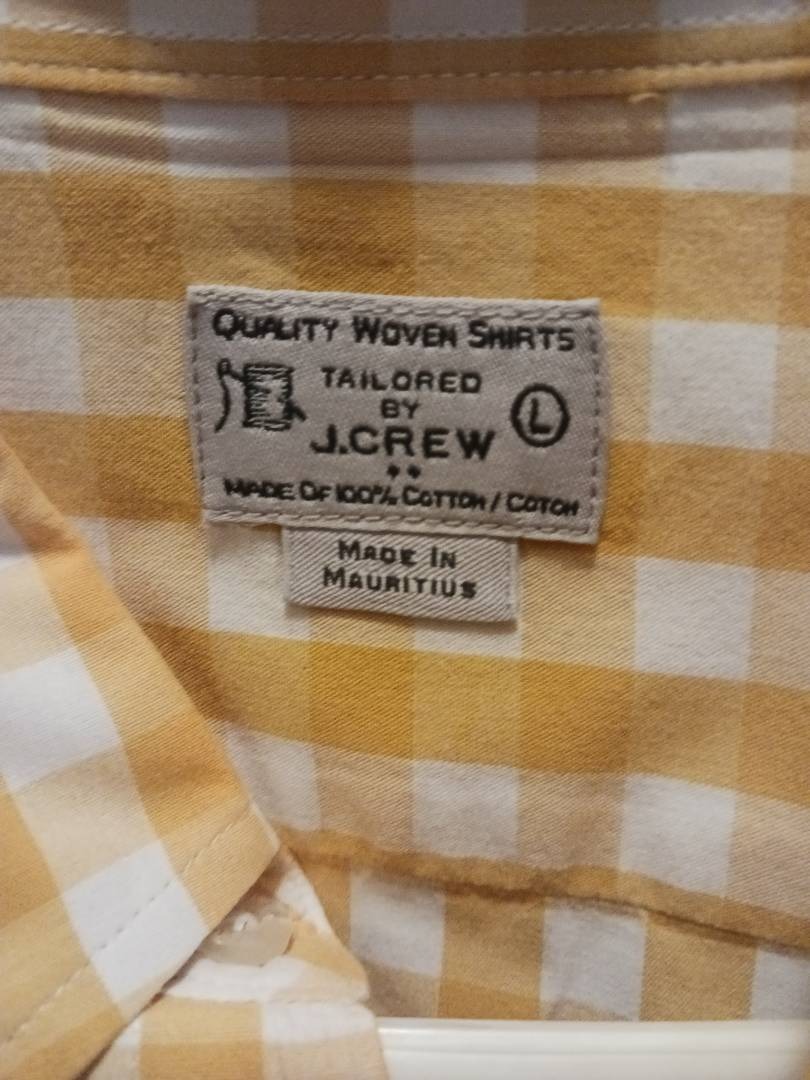 QUALITY WOVEN SHIRTS
TAILORED
BY
L
J.CREW
MADE OF 100% COTTON / COTON
MADE IN
MAURITIUS